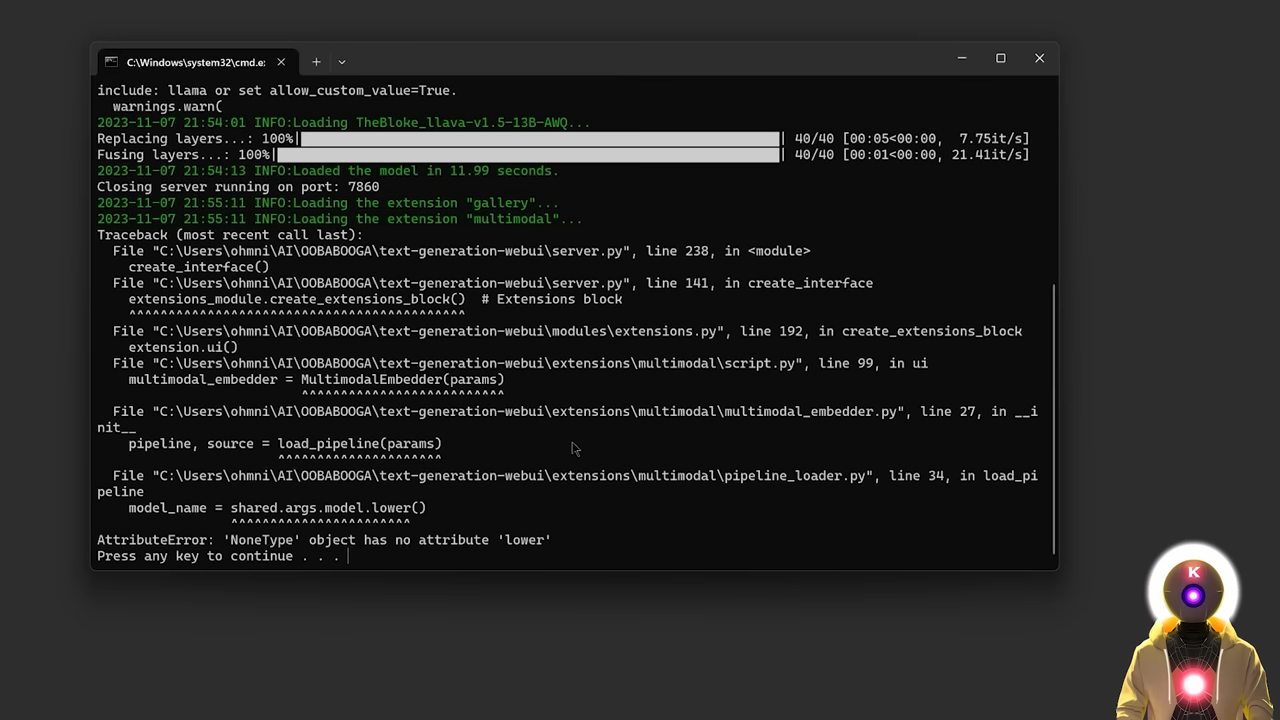 C:\Windows\system32\cmd.e:
include: llama or set allow_custom_value=True.
warnings.warn(
2023-11-07 21:54:01 INFO:Loading TheBloke_llava-v1.5-13B-AWQ...
Replacing layers...: 100%| | 40/40 [00:05<00:00, 7.75it/s]
Fusing layers...: 100%| | 40/40 [00:01<00:00, 21.41it/s]
2023-11-07 21:54:13 INFO:Loaded the model in 11.99 seconds.
Closing server running on port: 7860
2023-11-07 21:55:11 INFO:Loading the extension "gallery"...
2023-11-07 21:55:11 INFO:Loading the extension "multimodal"...
Traceback (most recent call last):
File "C:\Users\ohmni\AI\OOBABOOGA\text-generation-webui\server.py", line 238, in <module>
create_interface()
File "C:\Users\ohmni\AI\OOBABOOGA\text-generation-webui\server.py", line 141, in create_interface
extensions_module.create_extensions_block()  # Extensions block
^^^^^^^^^^^^^^^^^^^^^^^^^^^^^^^^^^^^^^^^^^^
File "C:\Users\ohmni\AI\OOBABOOGA\text-generation-webui\modules\extensions.py", line 192, in create_extensions_block
extension.ui()
File "C:\Users\ohmni\AI\OOBABOOGA\text-generation-webui\extensions\multimodal\script.py", line 99, in ui
multimodal_embedder = MultimodalEmbedder(params)
^^^^^^^^^^^^^^^^^^^^^^^^^^
File "C:\Users\ohmni\AI\OOBABOOGA\text-generation-webui\extensions\multimodal\multimodal_embedder.py", line 27, in __i
nit__
pipeline, source = load_pipeline(params)
^^^^^^^^^^^^^^^^^^^^^
File "C:\Users\ohmni\AI\OOBABOOGA\text-generation-webui\extensions\multimodal\pipeline_loader.py", line 34, in load_pi
peline
model_name = shared.args.model.lower()
^^^^^^^^^^^^^^^^^^^^^^^
AttributeError: 'NoneType' object has no attribute 'lower'
Press any key to continue . . .
K